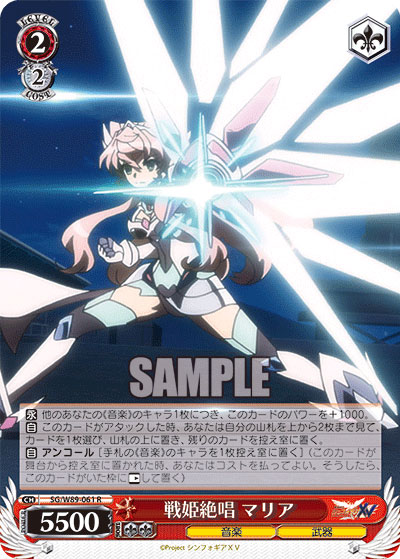 LEVEL
2
2
COST
SAMPLE
永 他のあなたの《音楽》のキャラ1枚につき、このカードのパワーを＋1000。
自 このカードがアタックした時、あなたは自分の山札を上から2枚まで見て、
カードを1枚選び、山札の上に置き、残りのカードを控え室に置く。
自 アンコール ［手札の《音楽》のキャラを1枚控え室に置く］（このカードが
舞台から控え室に置かれた時、あなたはコストを払ってよい。そうしたら、
このカードがいた枠に置く）
CH SG/W89-061 R
5500
戦姫絶唱 マリア
音楽
武器
©Project シンフォギアXV